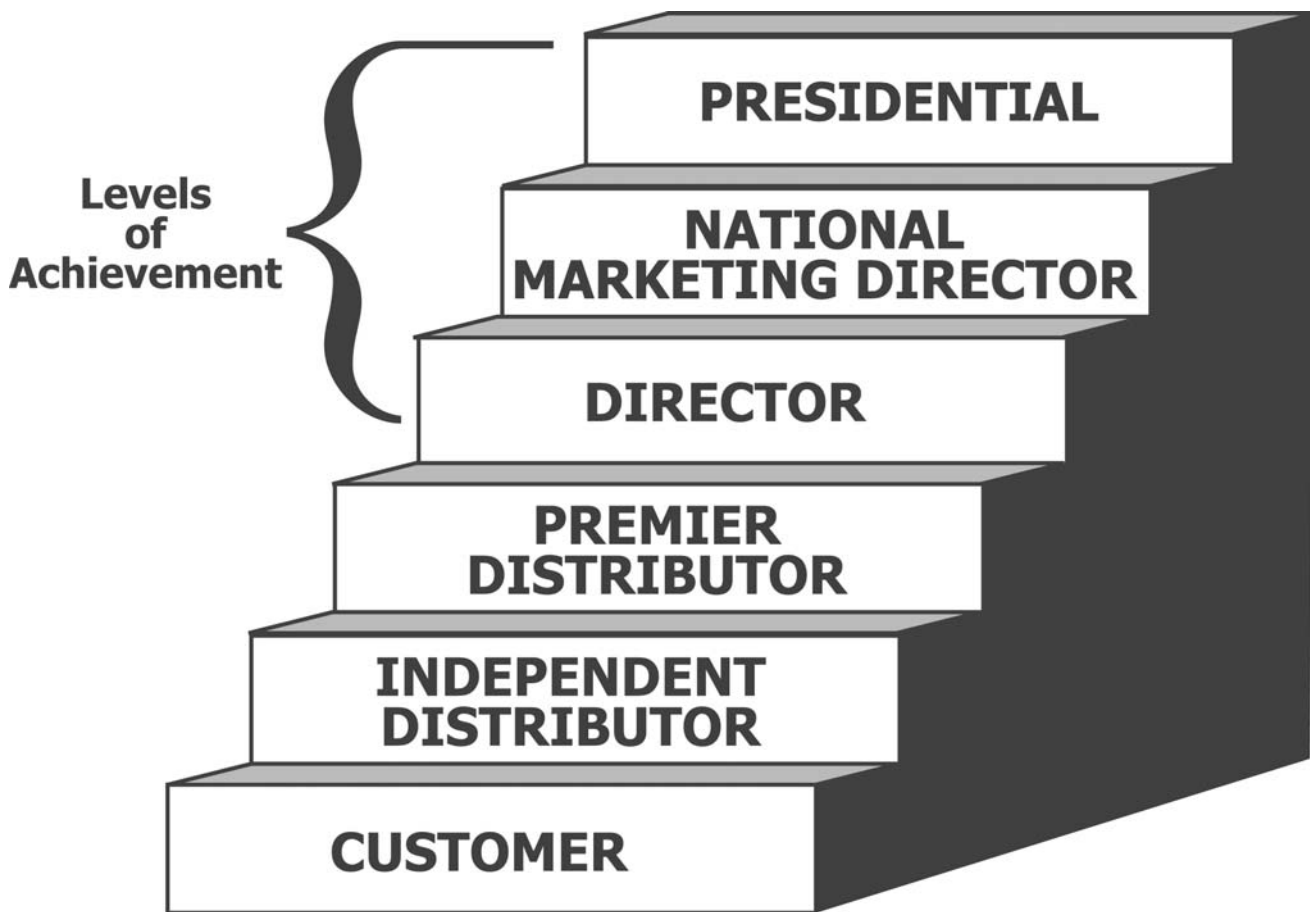 PRESIDENTIAL
Levels
of
Achievement
NATIONAL
MARKETING DIRECTOR
DIRECTOR
PREMIER
DISTRIBUTOR
INDEPENDENT
DISTRIBUTOR
CUSTOMER